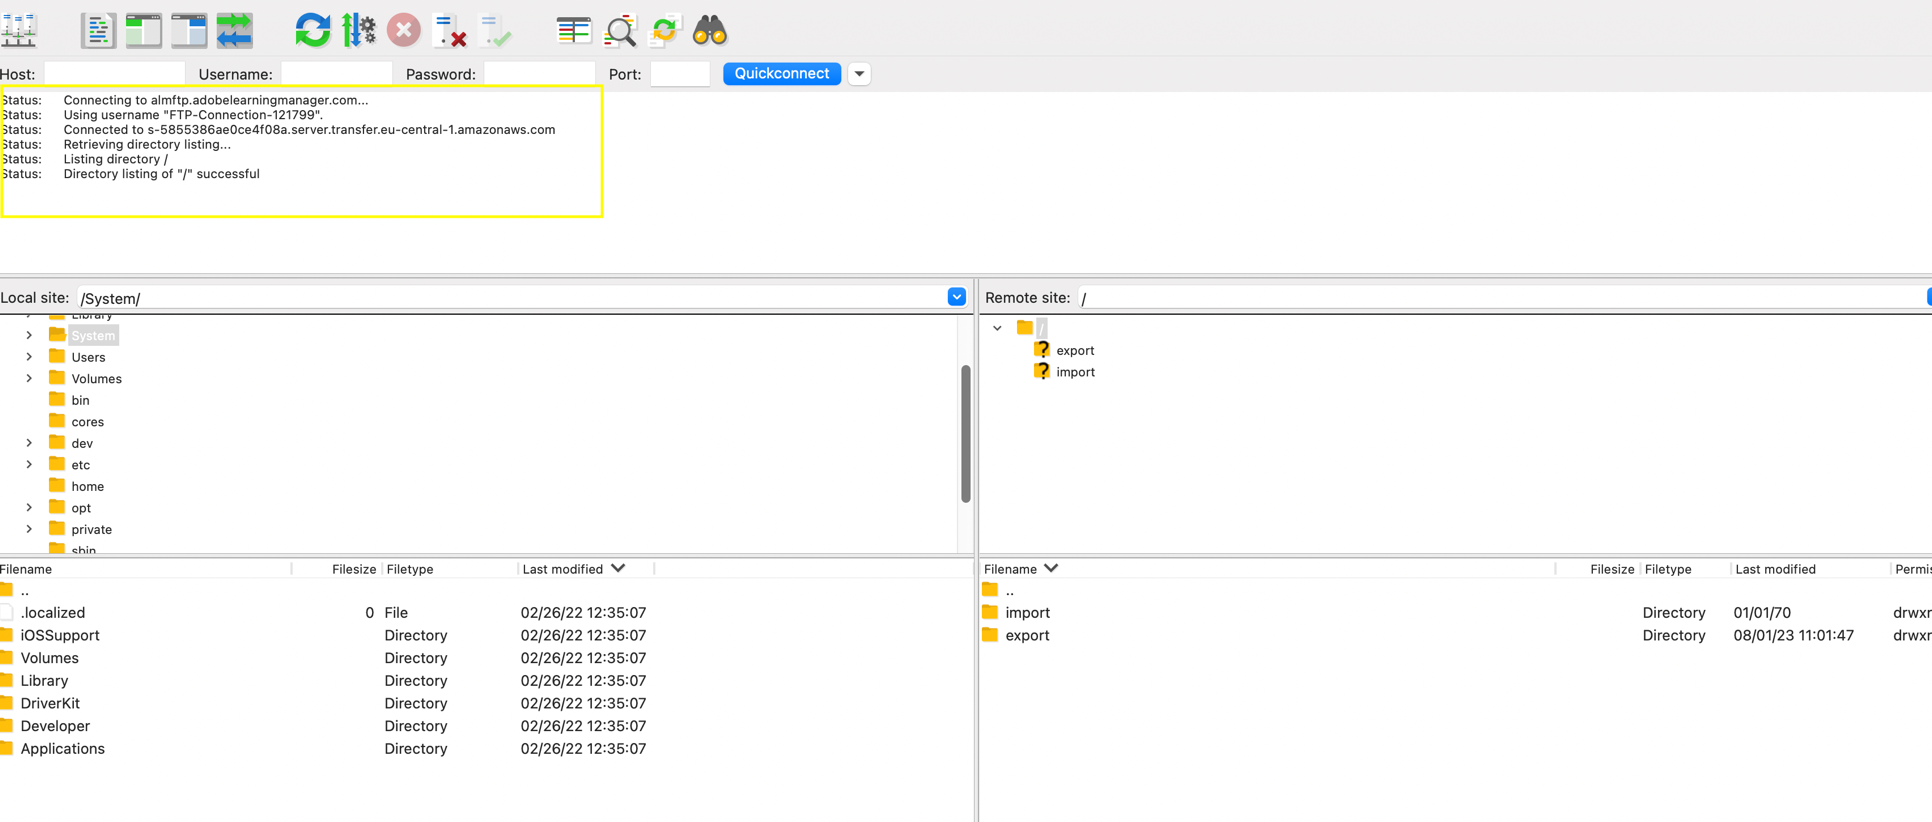 Host: Username: Password: Port: Quickconnect
Status: Connecting to almftp.adobelearningmanager.com...
Status: Using username "FTP-Connection-121799".
Status: Connected to s-5855386ae0ce4f08a.server.transfer.eu-central-1.amazonaws.com
Status: Retrieving directory listing...
Status: Listing directory /
Status: Directory listing of "/" successful
Local site: /System/
Library
System
Users
Volumes
bin
cores
dev
etc
home
opt
private
sbin
Filename Filesize Filetype Last modified
..
.localized 0 File 02/26/22 12:35:07
iOSSupport Directory 02/26/22 12:35:07
Volumes Directory 02/26/22 12:35:07
Library Directory 02/26/22 12:35:07
DriverKit Directory 02/26/22 12:35:07
Developer Directory 02/26/22 12:35:07
Applications Directory 02/26/22 12:35:07
Remote site: /
/
export
import
Filename Filesize Filetype Last modified Permis
..
import Directory 01/01/70 drwxr
export Directory 08/01/23 11:01:47 drwxr